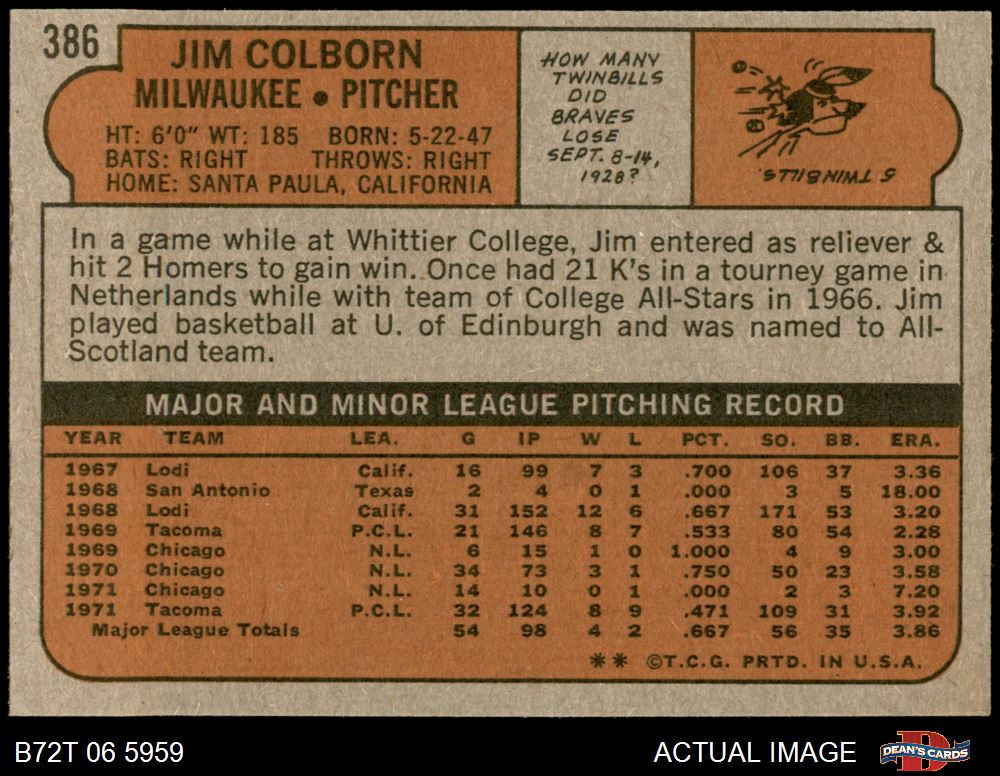 386
JIM COLBORN
MILWAUKEE • PITCHER
HT: 6'0" WT: 185 BORN: 5-22-47
BATS: RIGHT THROWS: RIGHT
HOME: SANTA PAULA, CALIFORNIA
HOW MANY
TWINBILLS
DID
BRAVES
LOSE
SEPT. 8-14,
1928?
5 TWINBILLS.
In a game while at Whittier College, Jim entered as reliever &
hit 2 Homers to gain win. Once had 21 K's in a tourney game in
Netherlands while with team of College All-Stars in 1966. Jim
played basketball at U. of Edinburgh and was named to All-
Scotland team.
MAJOR AND MINOR LEAGUE PITCHING RECORD
YEAR TEAM LEA. G IP W L PCT. SO. BB. ERA.
1967 Lodi Calif. 16 99 7 3 .700 106 37 3.36
1968 San Antonio Texas 2 4 0 1 .000 3 5 18.00
1968 Lodi Calif. 31 152 12 6 .667 171 53 3.20
1969 Tacoma P.C.L. 21 146 8 7 .533 80 54 2.28
1969 Chicago N.L. 6 15 1 0 1.000 4 9 3.00
1970 Chicago N.L. 34 73 3 1 .750 50 23 3.58
1971 Chicago N.L. 14 10 0 1 .000 2 3 7.20
1971 Tacoma P.C.L. 32 124 8 9 .471 109 31 3.92
Major League Totals 54 98 4 2 .667 56 35 3.86
** ©T.C.G. PRTD. IN U.S.A.
B72T 06 5959 ACTUAL IMAGE DEAN'S CARDS